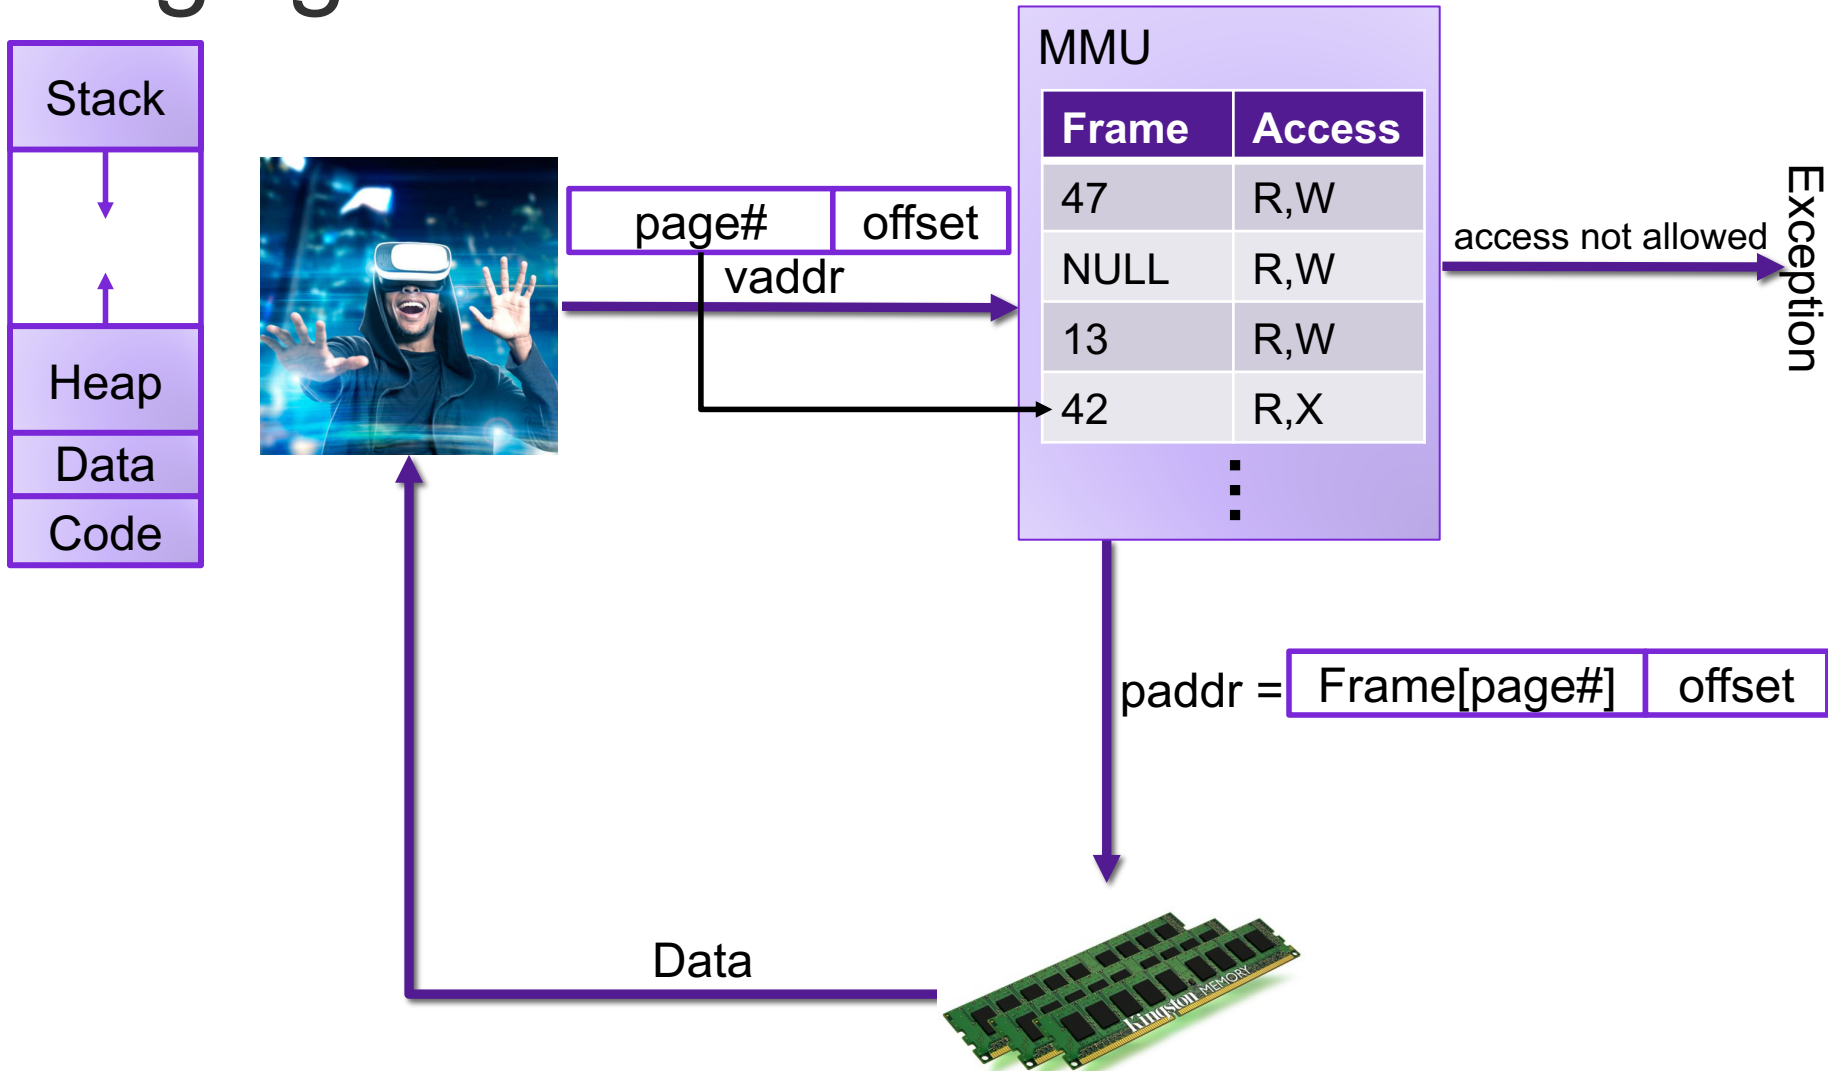 Stack
Heap
Data
Code
page# offset
vaddr
MMU
Frame Access
47 R,W
NULL R,W
13 R,W
42 R,X
access not allowed
Exception
paddr = Frame[page#] offset
Data
Kingston MEMORY